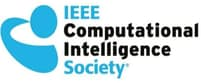 IEEE
Computational
Intelligence
Society®